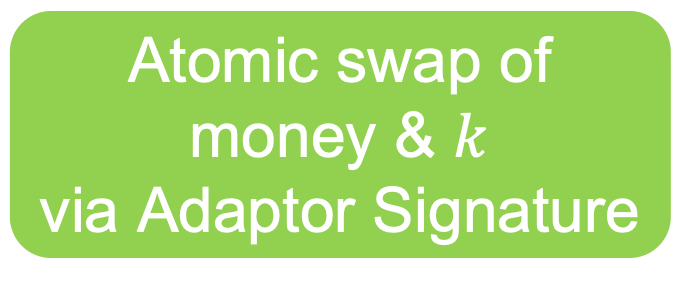 Atomic swap of
money & k
via Adaptor Signature